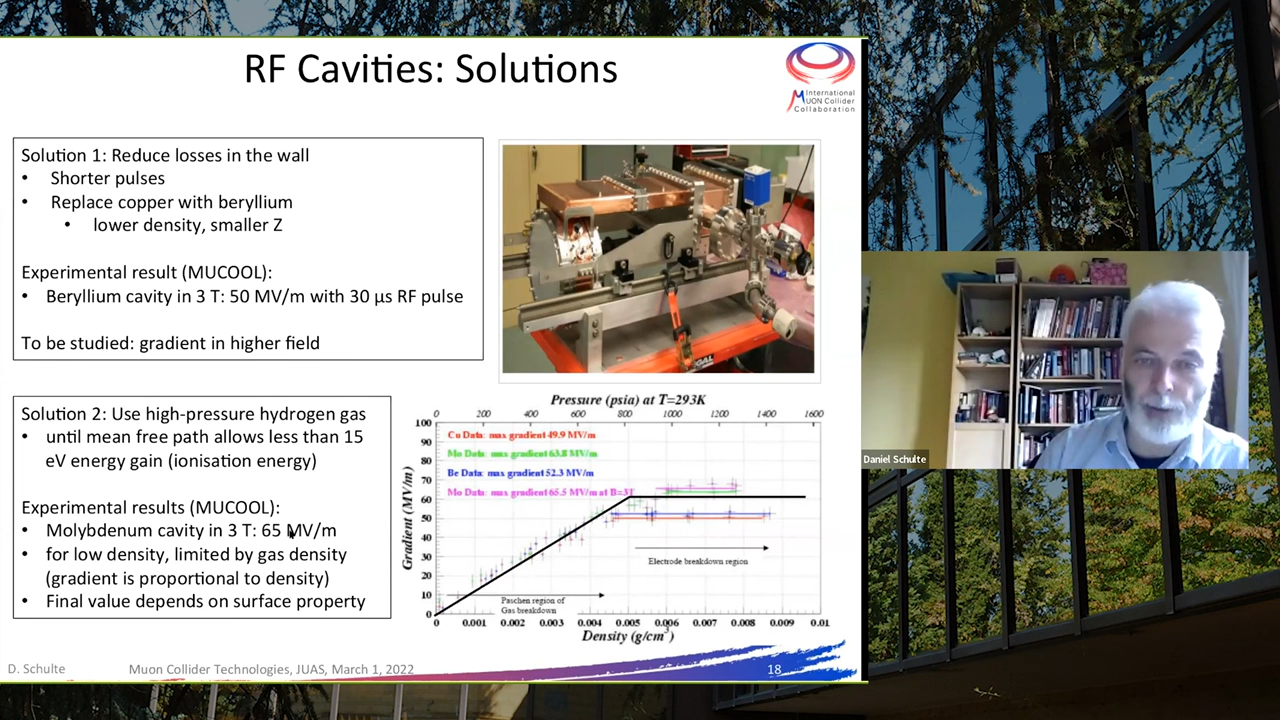 RF Cavities: Solutions
International
MUON Collider
Collaboration
Solution 1: Reduce losses in the wall
• Shorter pulses
• Replace copper with beryllium
• lower density, smaller Z
Experimental result (MUCOOL):
• Beryllium cavity in 3 T: 50 MV/m with 30 µs RF pulse
To be studied: gradient in higher field
Solution 2: Use high-pressure hydrogen gas
• until mean free path allows less than 15
eV energy gain (ionisation energy)
Experimental results (MUCOOL):
• Molybdenum cavity in 3 T: 65 MV/m
• for low density, limited by gas density
(gradient is proportional to density)
• Final value depends on surface property
Pressure (psia) at T=293K
0 200 400 600 800 1000 1200 1400 1600
Gradient (MV/m)
100
90
80
70
60
50
40
30
20
10
0
Cu Data: max gradient 49.9 MV/m
Mo Data: max gradient 63.8 MV/m
Be Data: max gradient 52.3 MV/m
Mo Data: max gradient 65.5 MV/m at B=3T
Electrode breakdown region
Paschen region of
Gas breakdown
0 0.001 0.002 0.003 0.004 0.005 0.006 0.007 0.008 0.009 0.01
Density (g/cm³)
D. Schulte
Muon Collider Technologies, JUAS, March 1, 2022
18
Daniel Schulte